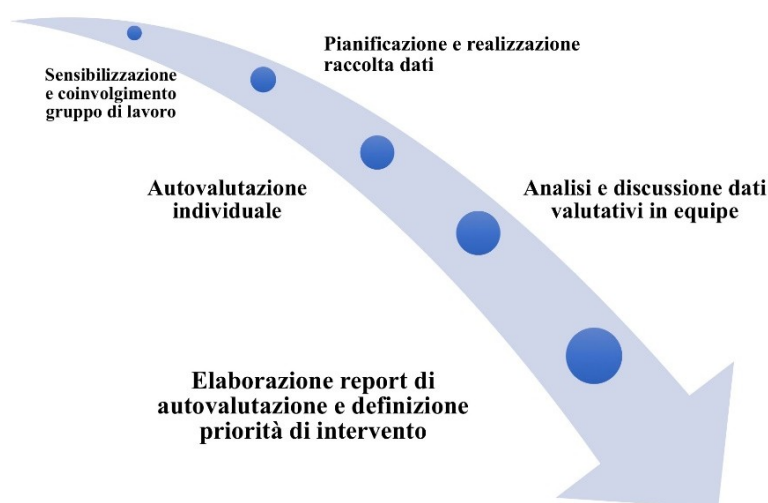 Sensibilizzazione
e coinvolgimento
gruppo di lavoro
Pianificazione e realizzazione
raccolta dati
Autovalutazione
individuale
Analisi e discussione dati
valutativi in equipe
Elaborazione report di
autovalutazione e definizione
priorità di intervento